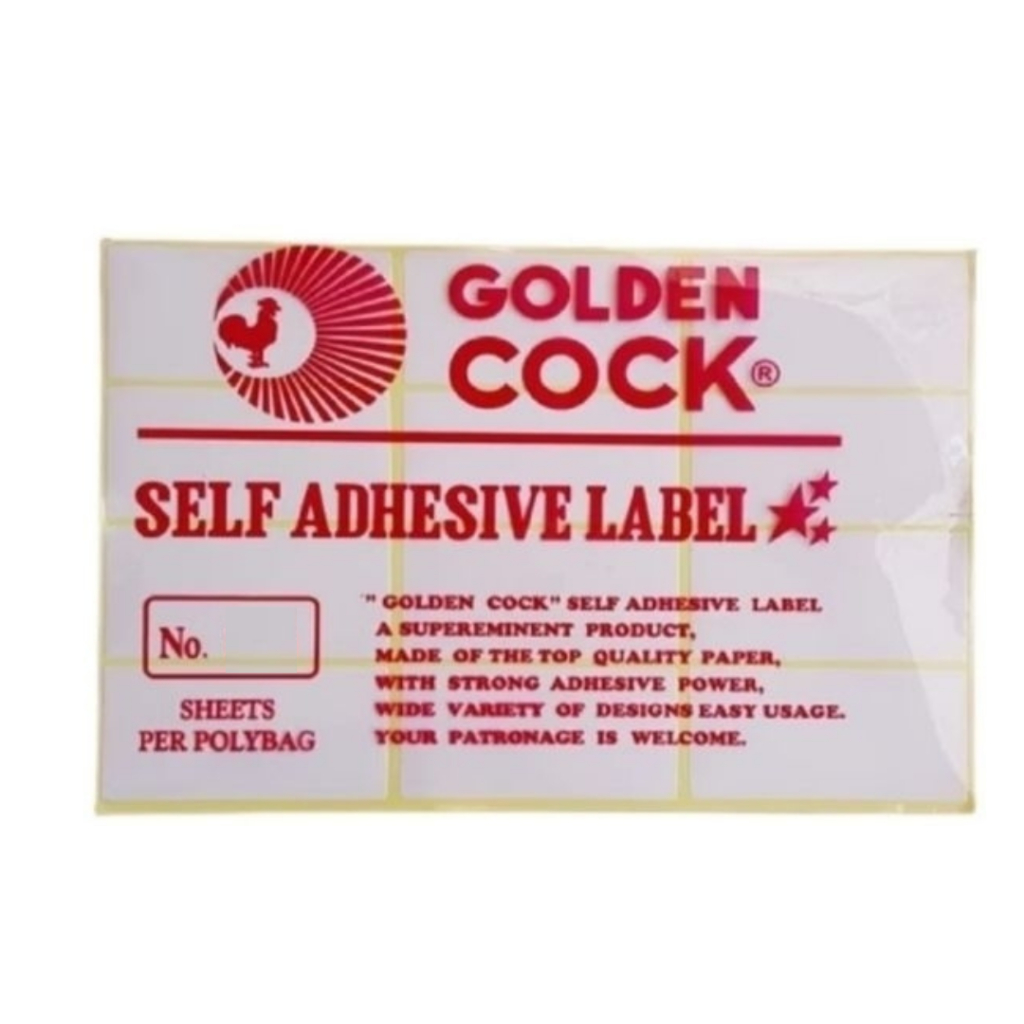 GOLDEN
COCK®
SELF ADHESIVE LABEL
No.
SHEETS
PER POLYBAG
"GOLDEN COCK" SELF ADHESIVE LABEL
A SUPEREMINENT PRODUCT,
MADE OF THE TOP QUALITY PAPER,
WITH STRONG ADHESIVE POWER,
WIDE VARIETY OF DESIGNS EASY USAGE.
YOUR PATRONAGE IS WELCOME.